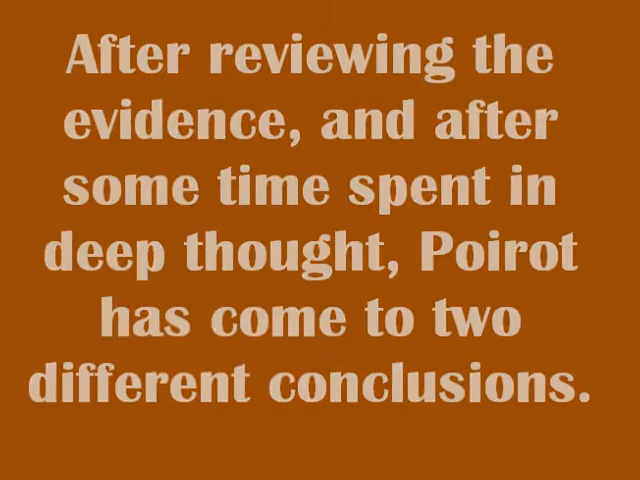 After reviewing the
evidence, and after
some time spent in
deep thought, Poirot
has come to two
different conclusions.